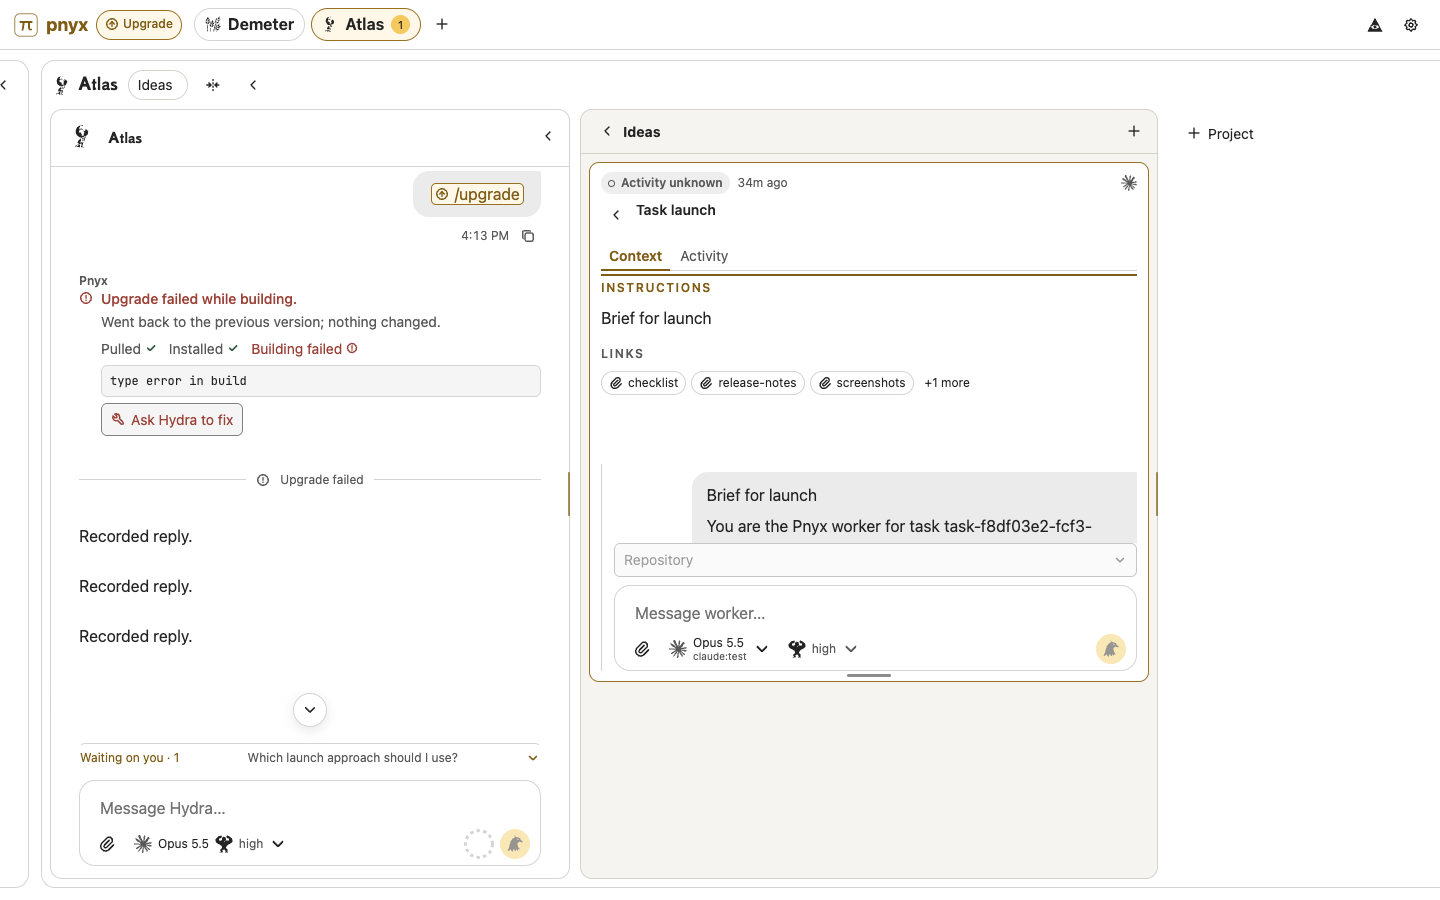 π pnyx
Upgrade
Demeter
Atlas 1
Atlas
Ideas
Atlas
/upgrade
4:13 PM
Pnyx
Upgrade failed while building.
Went back to the previous version; nothing changed.
Pulled Installed Building failed
type error in build
Ask Hydra to fix
Upgrade failed
Recorded reply.
Recorded reply.
Recorded reply.
Waiting on you · 1 Which launch approach should I use?
Message Hydra...
Opus 5.5 high
Ideas
Activity unknown 34m ago
Task launch
Context Activity
INSTRUCTIONS
Brief for launch
LINKS
checklist release-notes screenshots +1 more
Brief for launch
You are the Pnyx worker for task task-f8df03e2-fcf3-
Repository
Message worker...
Opus 5.5
claude:test
high
+ Project